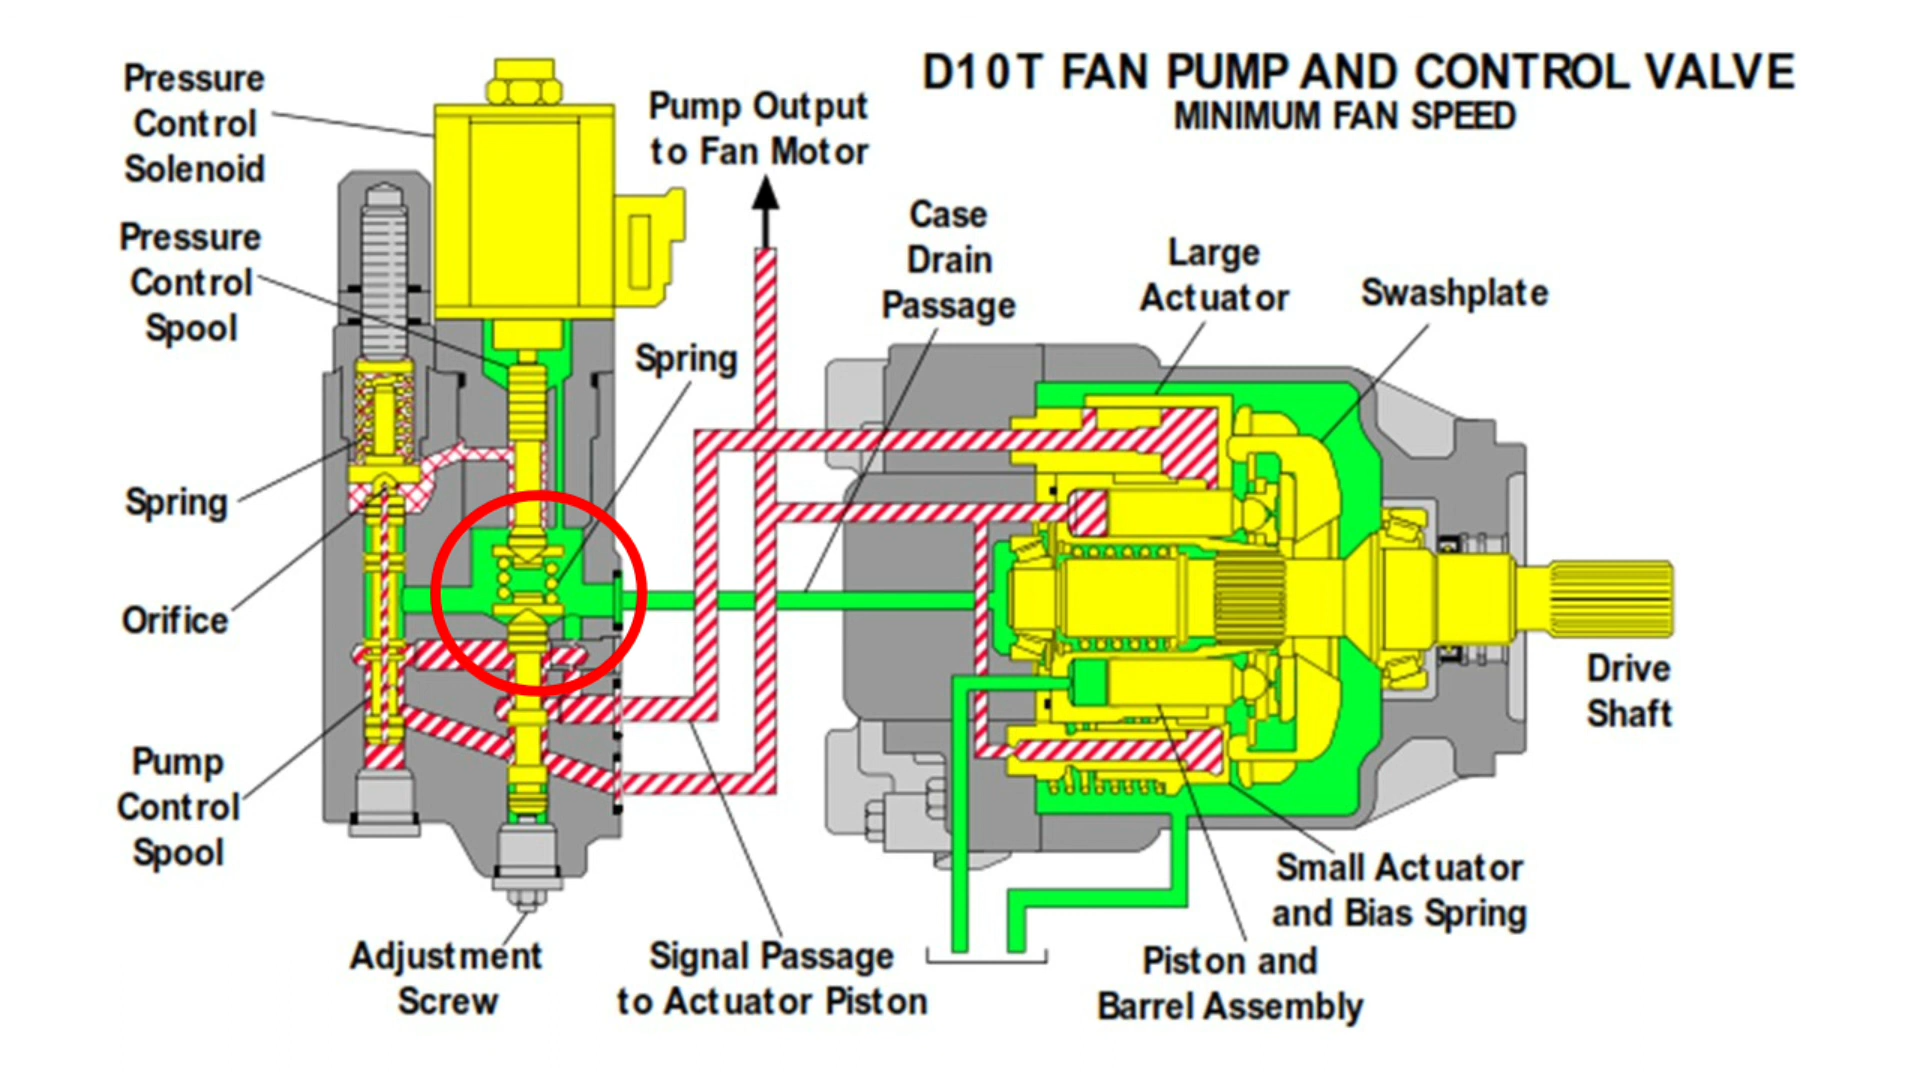 D10T FAN PUMP AND CONTROL VALVE
MINIMUM FAN SPEED
Pressure
Control
Solenoid
Pump Output
to Fan Motor
Pressure
Control
Spool
Case
Drain
Passage
Large
Actuator
Swashplate
Spring
Spring
Orifice
Drive
Shaft
Pump
Control
Spool
Small Actuator
and Bias Spring
Adjustment
Screw
Signal Passage
to Actuator Piston
Piston and
Barrel Assembly